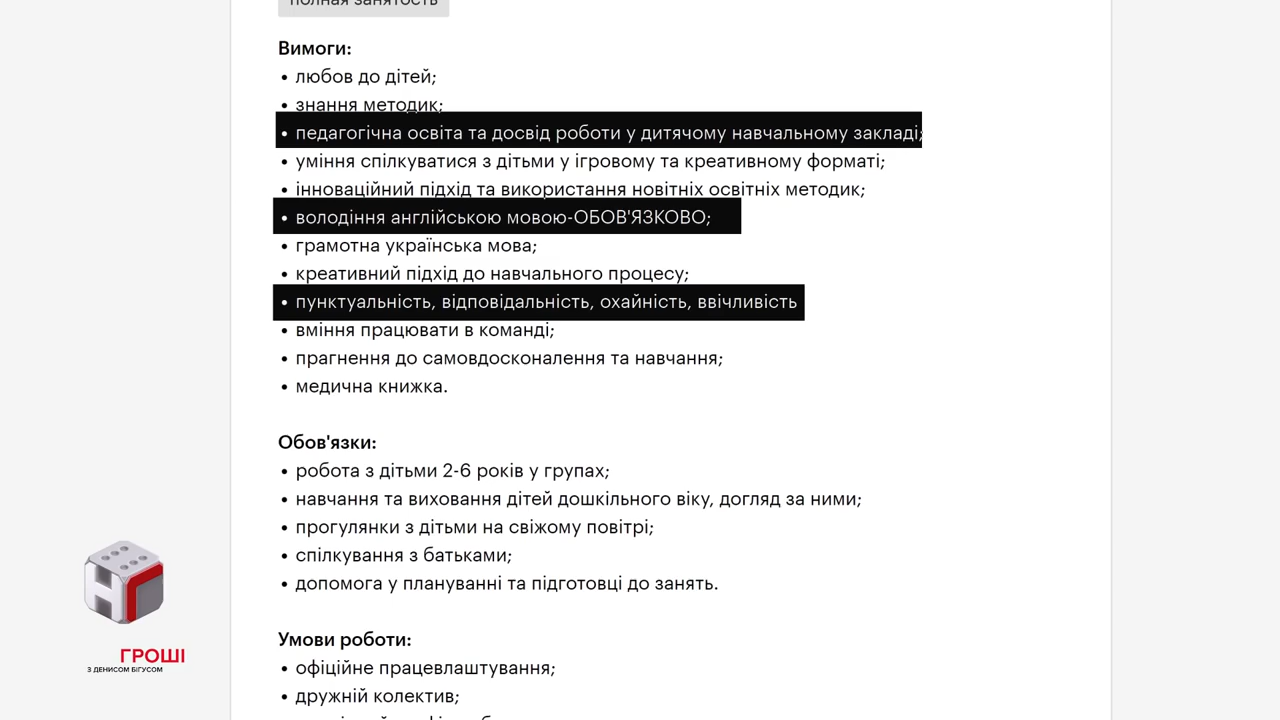 полная занятость
Вимоги:
• любов до дітей;
• знання методик;
• педагогічна освіта та досвід роботи у дитячому навчальному закладі;
• уміння спілкуватися з дітьми у ігровому та креативному форматі;
• інноваційний підхід та використання новітніх освітніх методик;
• володіння англійською мовою-ОБОВ'ЯЗКОВО;
• грамотна українська мова;
• креативний підхід до навчального процесу;
• пунктуальність, відповідальність, охайність, ввічливість
• вміння працювати в команді;
• прагнення до самовдосконалення та навчання;
• медична книжка.
Обов'язки:
• робота з дітьми 2-6 років у групах;
• навчання та виховання дітей дошкільного віку, догляд за ними;
• прогулянки з дітьми на свіжому повітрі;
• спілкування з батьками;
• допомога у плануванні та підготовці до занять.
Умови роботи:
• офіційне працевлаштування;
• дружній колектив;
ГРОШІ
З ДЕНИСОМ БІГУСОМ